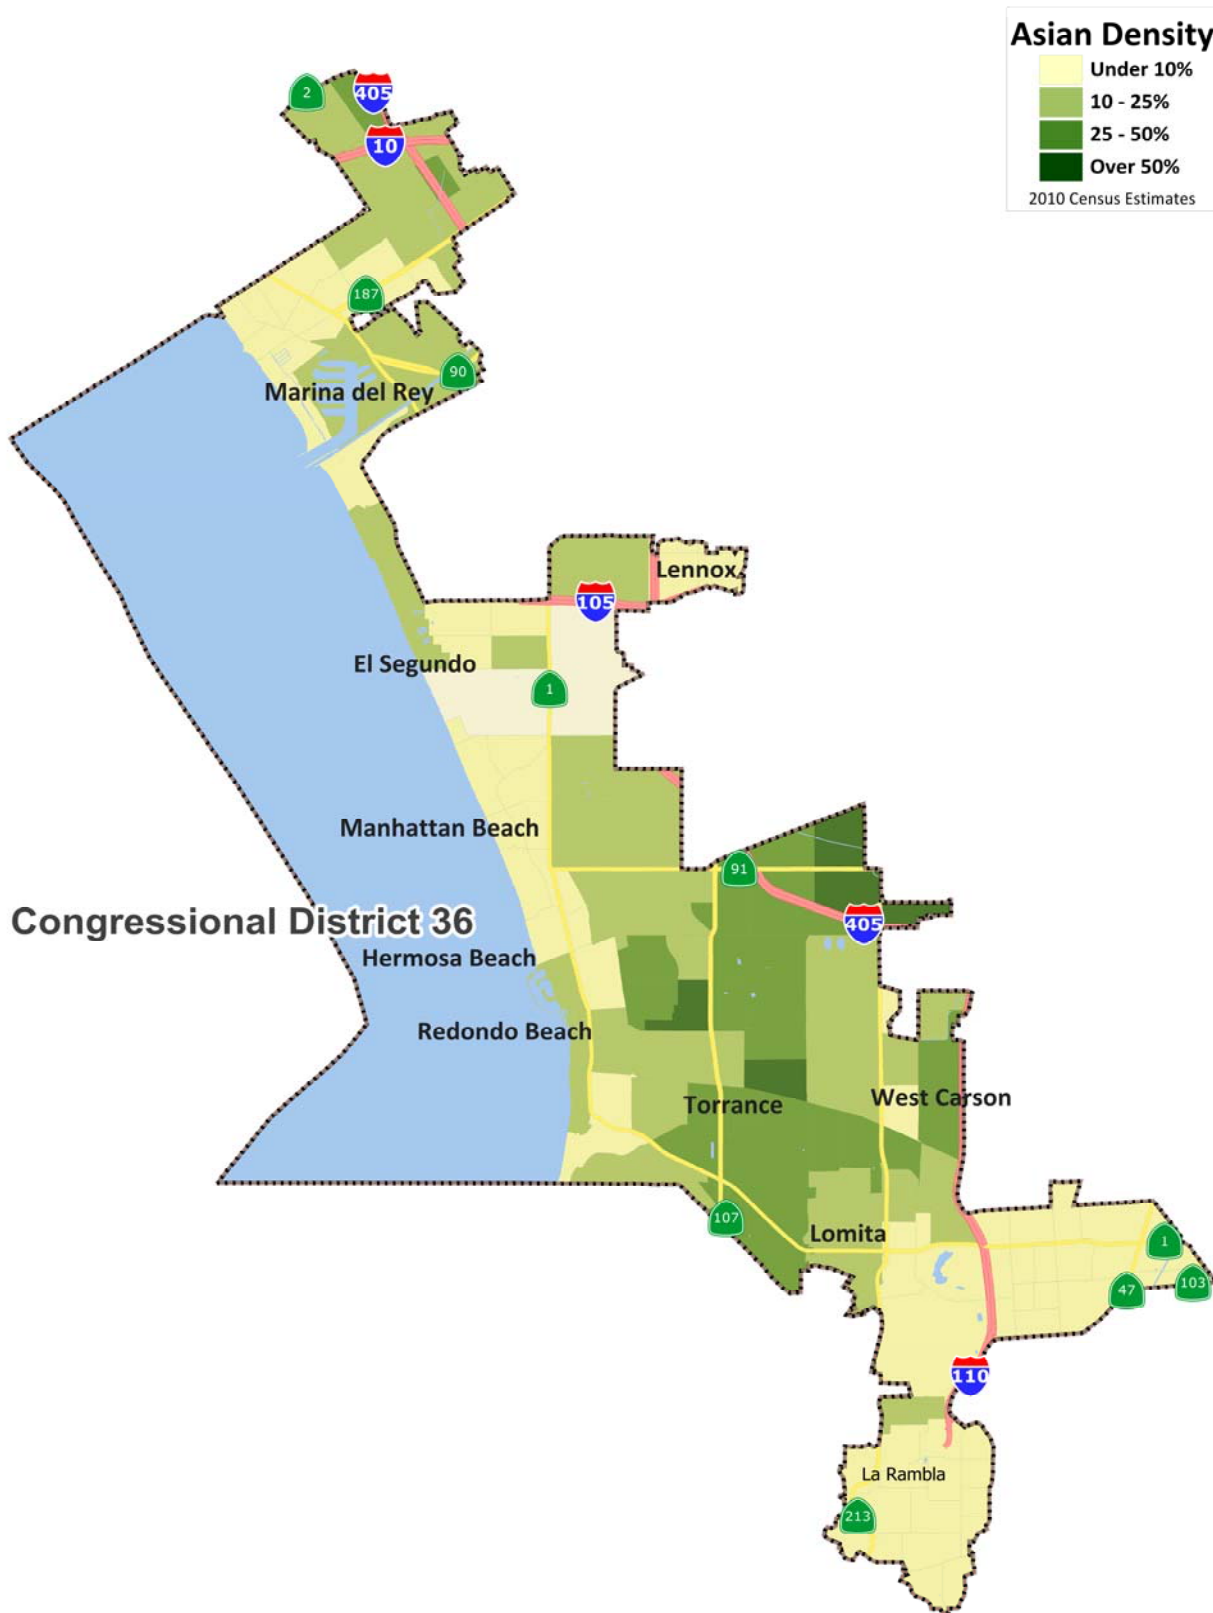 Asian Density
Under 10%
10 - 25%
25 - 50%
Over 50%
2010 Census Estimates
2
405
10
187
90
Marina del Rey
Lennox
105
El Segundo
1
Manhattan Beach
91
Congressional District 36
405
Hermosa Beach
Redondo Beach
West Carson
Torrance
107
Lomita
1
103
47
110
La Rambla
213